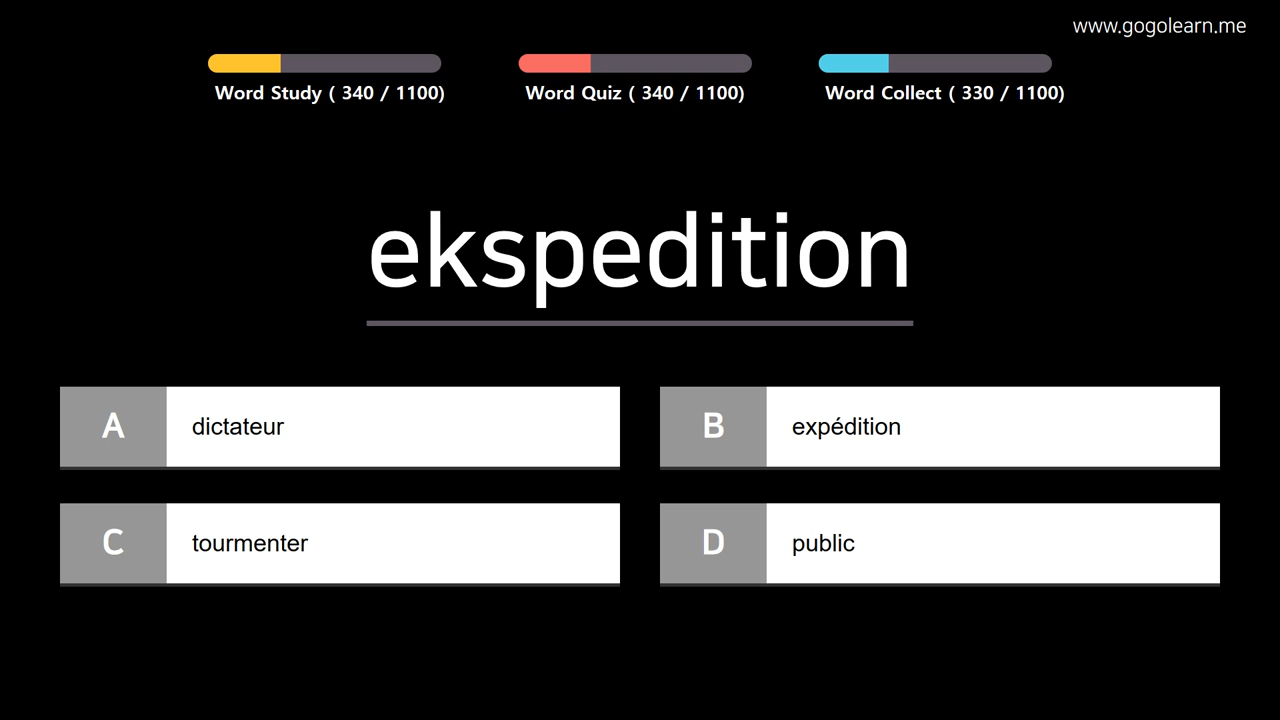 www.gogolearn.me
Word Study ( 340 / 1100)
Word Quiz ( 340 / 1100)
Word Collect ( 330 / 1100)
ekspedition
A dictateur
B expédition
C tourmenter
D public